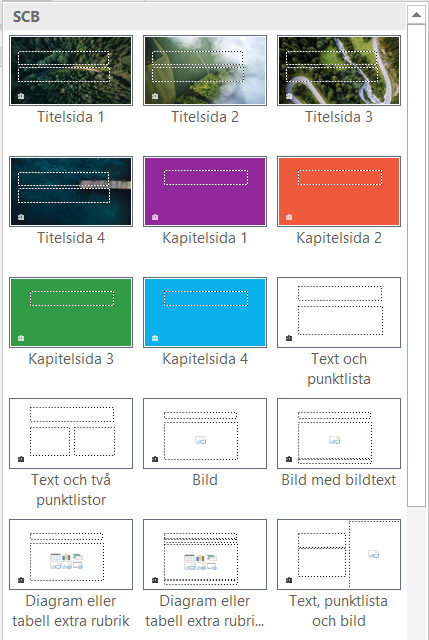 SCB
Titelsida 1
Titelsida 2
Titelsida 3
Titelsida 4
Kapitelsida 1
Kapitelsida 2
Kapitelsida 3
Kapitelsida 4
Text och
punktlista
Text och två
punktlistor
Bild
Bild med bildtext
Diagram eller
tabell extra rubrik
Diagram eller
tabell extra rubri...
Text, punktlista
och bild